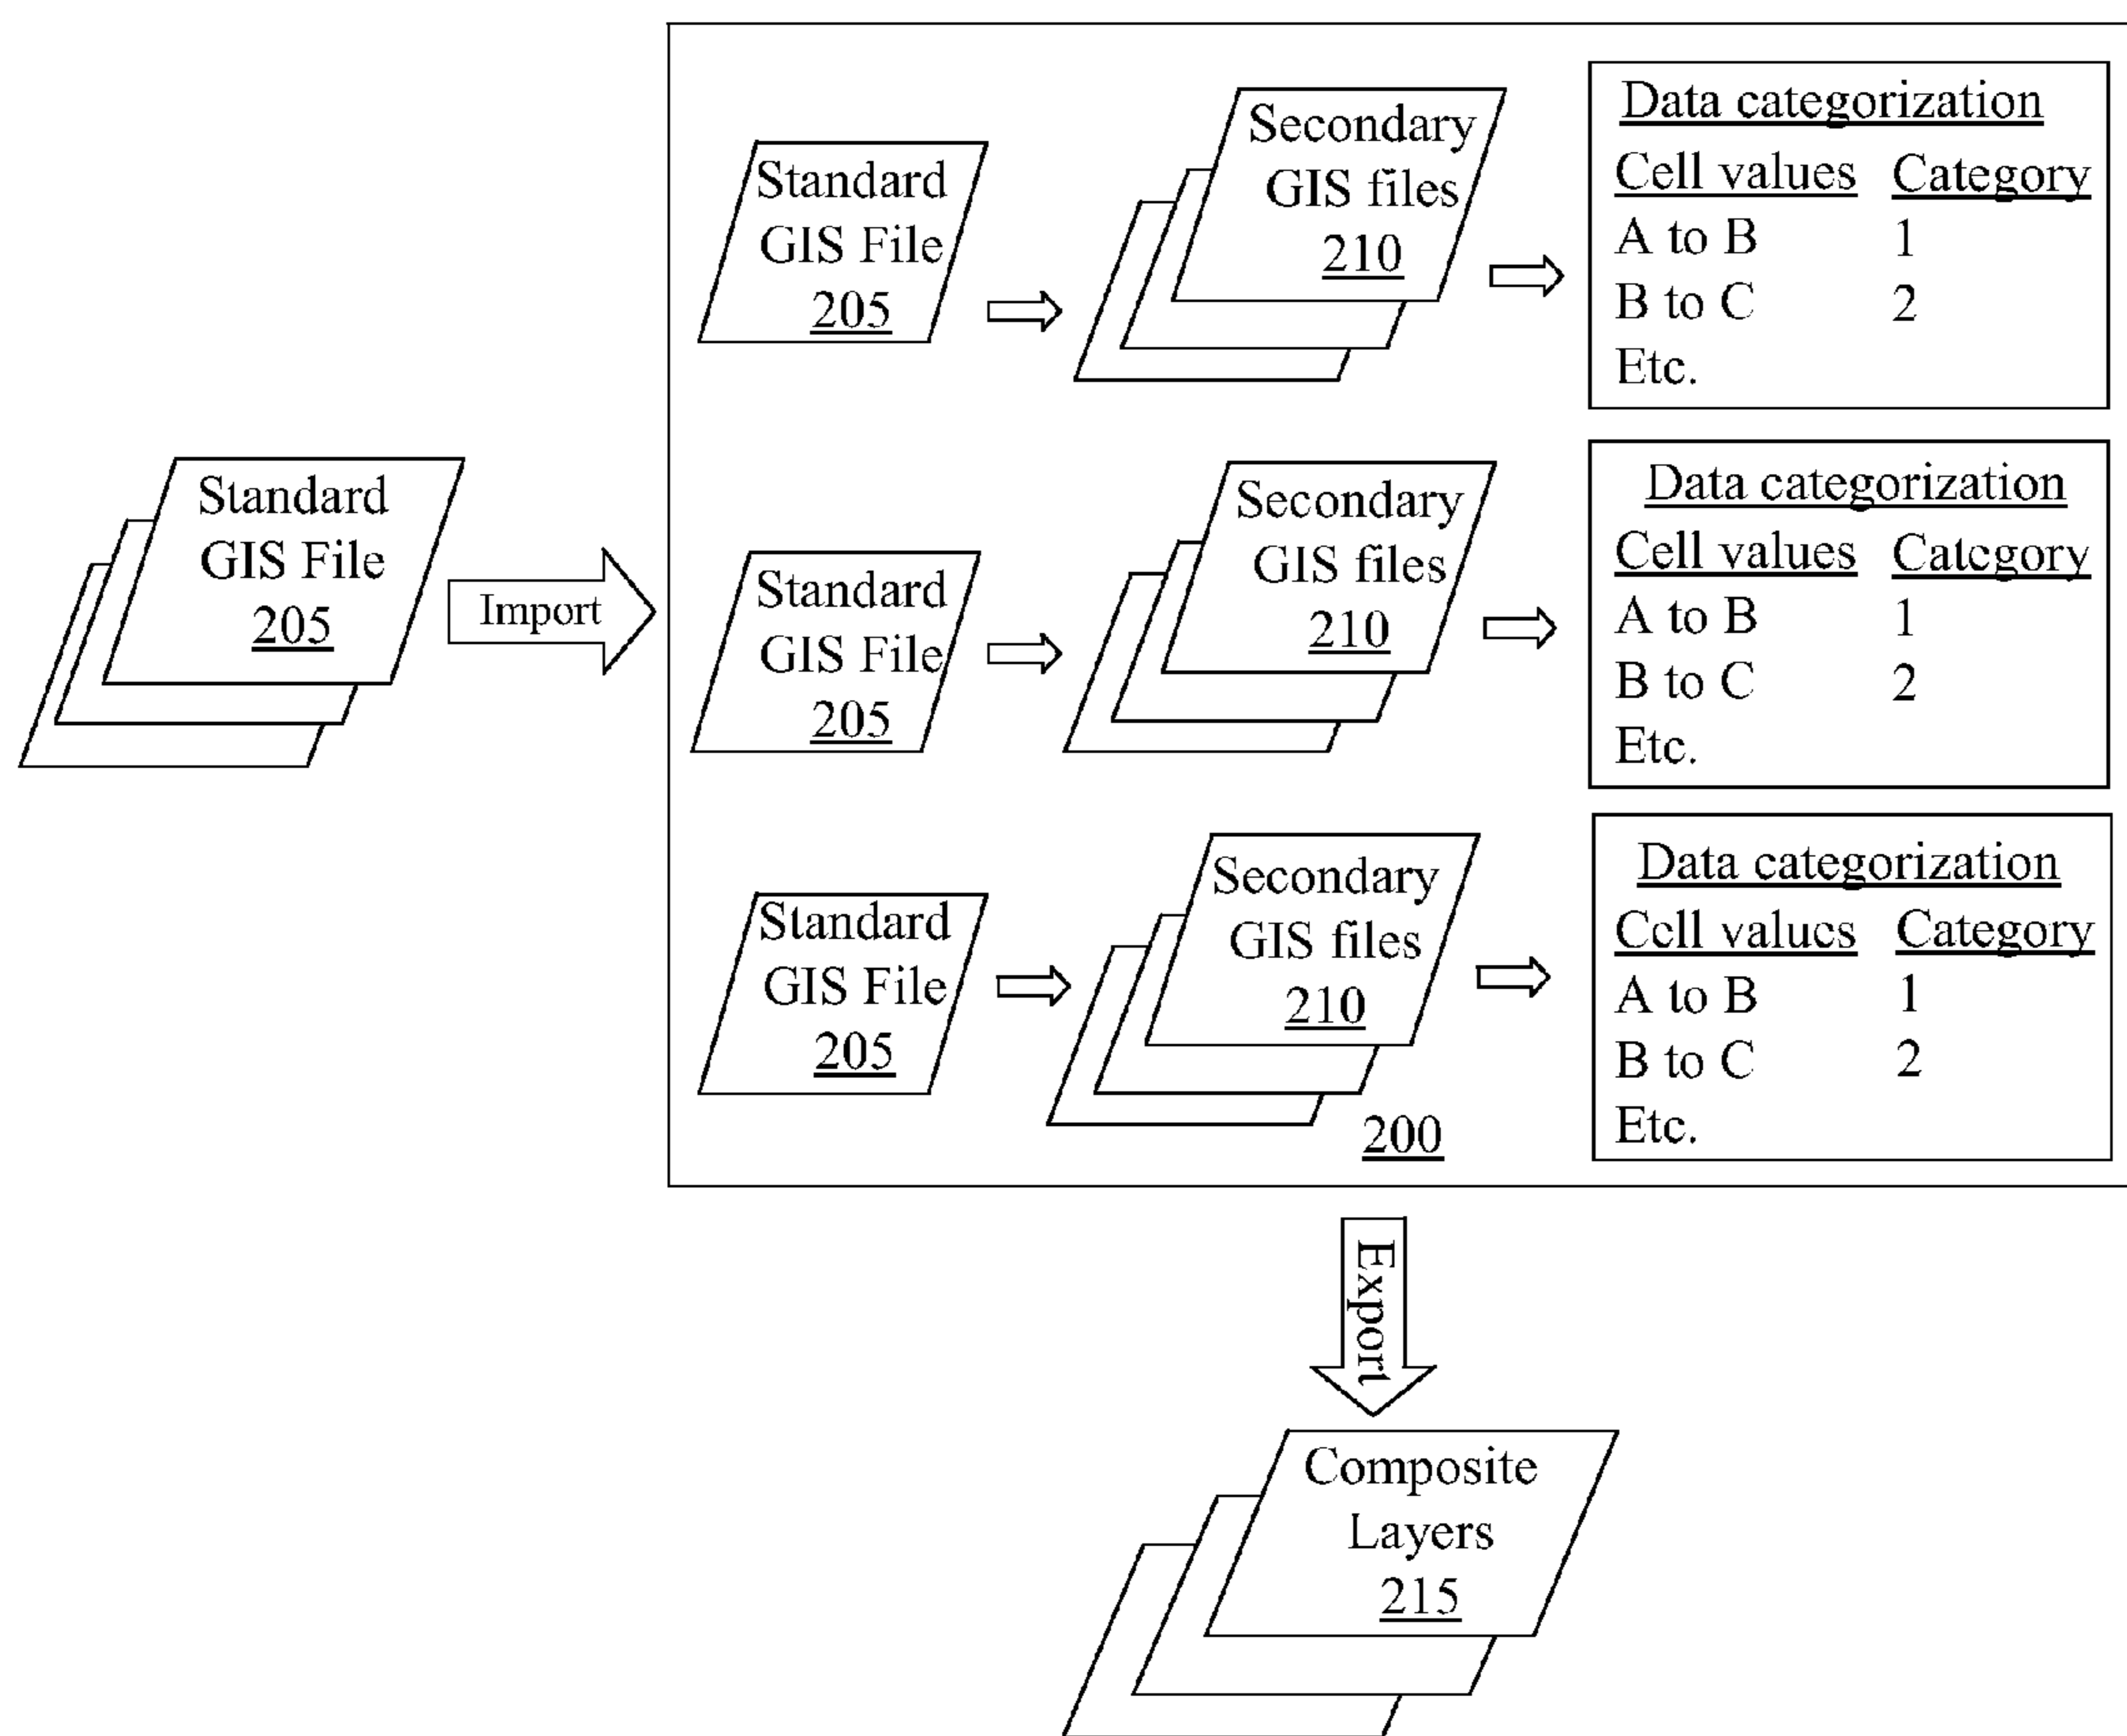 Standard
GIS File
205
Import
Standard
GIS File
205
Secondary
GIS files
210
Data categorization
Cell values Category
A to B 1
B to C 2
Etc.
Standard
GIS File
205
Secondary
GIS files
210
Data categorization
Cell values Category
A to B 1
B to C 2
Etc.
Standard
GIS File
205
Secondary
GIS files
210
Data categorization
Cell values Category
A to B 1
B to C 2
Etc.
200
Export
Composite
Layers
215